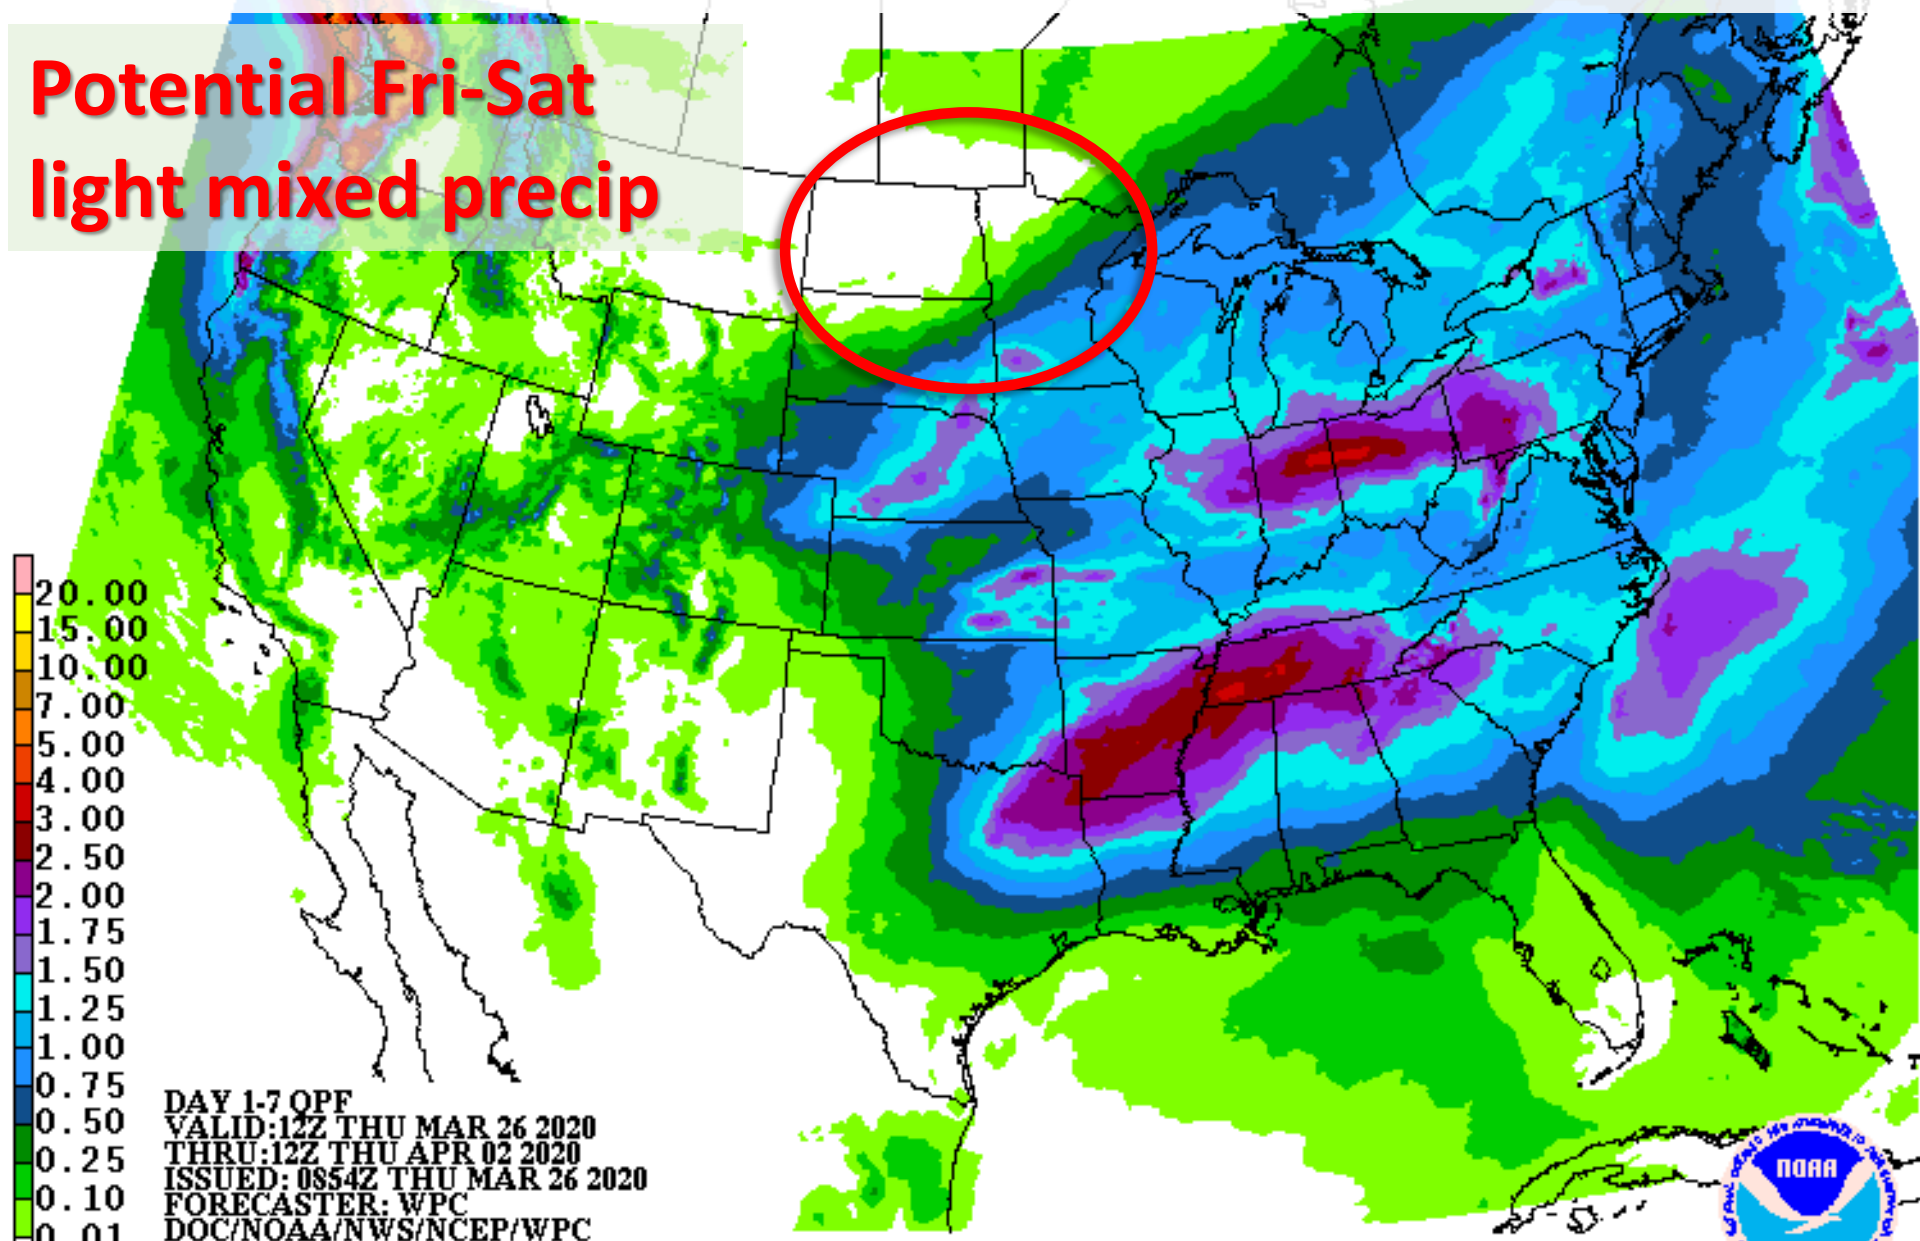 Potential Fri-Sat
light mixed precip
20.00
15.00
10.00
7.00
5.00
4.00
3.00
2.50
2.00
1.75
1.50
1.25
1.00
0.75
0.50
0.25
0.10
0.01
DAY 1-7 QPF
VALID:12Z THU MAR 26 2020
THRU:12Z THU APR 02 2020
ISSUED: 0854Z THU MAR 26 2020
FORECASTER: WPC
DOC/NOAA/NWS/NCEP/WPC
NOAA